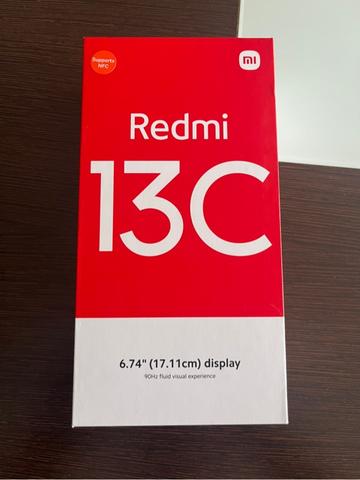 Supports
NFC
mi
Redmi
13C
6.74" (17.11cm) display
90Hz fluid visual experience